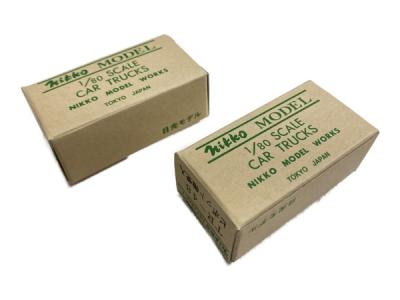 Nikko MODEL
1/80 SCALE
CAR TRUCKS
NIKKO MODEL WORKS
TOKYO JAPAN
日光モデル
Nikko MODEL
1/80 SCALE
CAR TRUCKS
NIKKO MODEL WORKS
TOKYO JAPAN